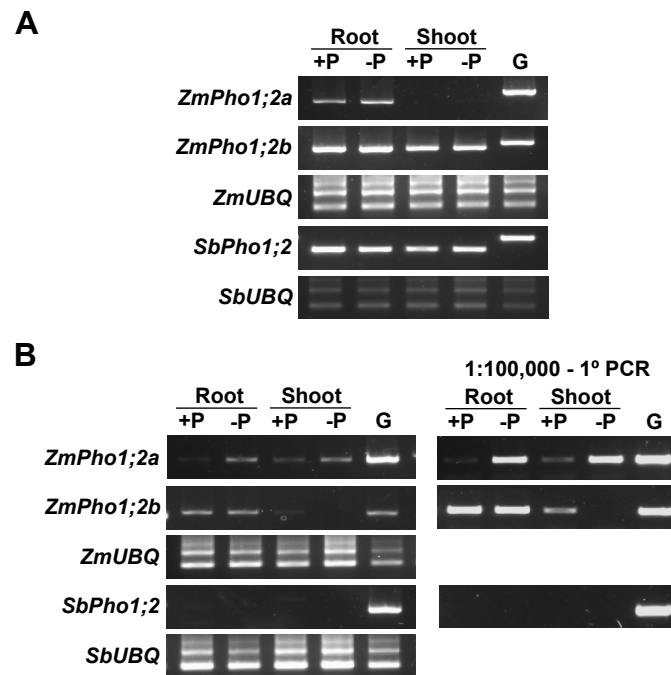 A
Root Shoot
+P -P +P -P G
ZmPho1;2a
ZmPho1;2b
ZmUBQ
SbPho1;2
SbUBQ
B
1:100,000 - 1º PCR
Root Shoot Root Shoot
+P -P +P -P G +P -P +P -P G
ZmPho1;2a
ZmPho1;2b
ZmUBQ
SbPho1;2
SbUBQ